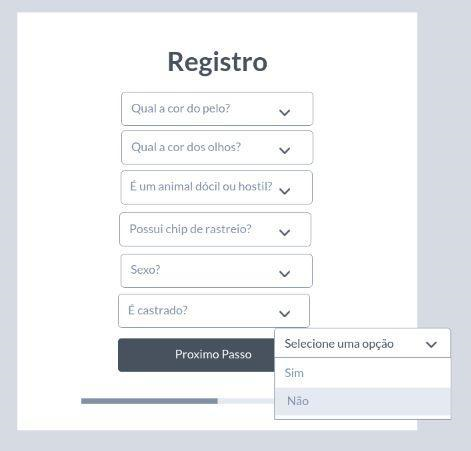 Registro
Qual a cor do pelo?
Qual a cor dos olhos?
É um animal dócil ou hostil?
Possui chip de rastreio?
Sexo?
É castrado?
Proximo Passo
Selecione uma opção
Sim
Não